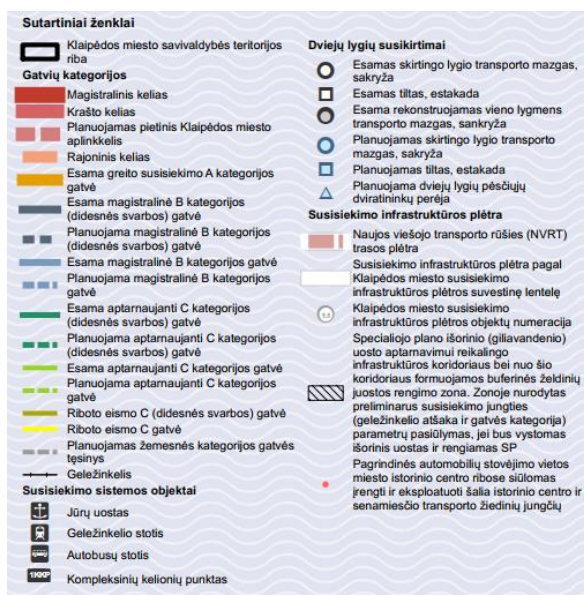 Sutartiniai ženklai
Klaipėdos miesto savivaldybės teritorijos
riba
Gatvių kategorijos
Magistralinis kelias
Krašto kelias
Planuojamas pietinis Klaipėdos miesto
aplinkkelis
Rajoninis kelias
Esama greito susisiekimo A kategorijos
gatvė
Esama magistralinė B kategorijos
(didesnės svarbos) gatvė
Planuojama magistralinė B kategorijos
(didesnės svarbos) gatvė
Esama magistralinė B kategorijos gatvė
Planuojama magistralinė B kategorijos
gatvė
Esama aptarnaujanti C kategorijos
(didesnės svarbos) gatvė
Planuojama aptarnaujanti C kategorijos
(didesnės svarbos) gatvė
Esama aptarnaujanti C kategorijos gatvė
Planuojama aptarnaujanti C kategorijos
gatvė
Riboto eismo C (didesnės svarbos) gatvė
Riboto eismo C gatvė
Planuojamas žemesnės kategorijos gatvės
tęsinys
Geležinkelis
Susisiekimo sistemos objektai
Jūrų uostas
Geležinkelio stotis
Autobusų stotis
1KKP Kompleksinių kelionių punktas
Dviejų lygių susikirtimai
Esamas skirtingo lygio transporto mazgas,
sakryža
Esamas tiltas, estakada
Esama rekonstruojamas vieno lygmens
transporto mazgas, sankryža
Planuojamas skirtingo lygio transporto
mazgas, sakryža
Planuojamas tiltas, estakada
Planuojama dviejų lygių pėsčiųjų
dviratininkų perėja
Susisiekimo infrastruktūros plėtra
Naujos viešojo transporto rūšies (NVRT)
trasos plėtra
Susisiekimo infrastruktūros plėtra pagal
Klaipėdos miesto susisiekimo
infrastruktūros plėtros suvestinę lentelę
Klaipėdos miesto susisiekimo
infrastruktūros plėtros objektų numeracija
Specialiojo plano išorinio (giliavandenio)
uosto aptarnavimui reikalingo
infrastruktūros koridoriaus bei nuo šio
koridoriaus formuojamos buferinės želdinių
juostos rengimo zona. Zonoje nurodytas
preliminarus susisiekimo jungties
(geležinkelio atšaka ir gatvės kategorija)
parametrų pasiūlymas, jei bus vystomas
išorinis uostas ir rengiamas SP
Pagrindinės automobilių stovėjimo vietos
miesto istorinio centro ribose siūlomas
įrengti ir eksploatuoti šalia istorinio centro ir
senamiesčio transporto žiedinių jungčių